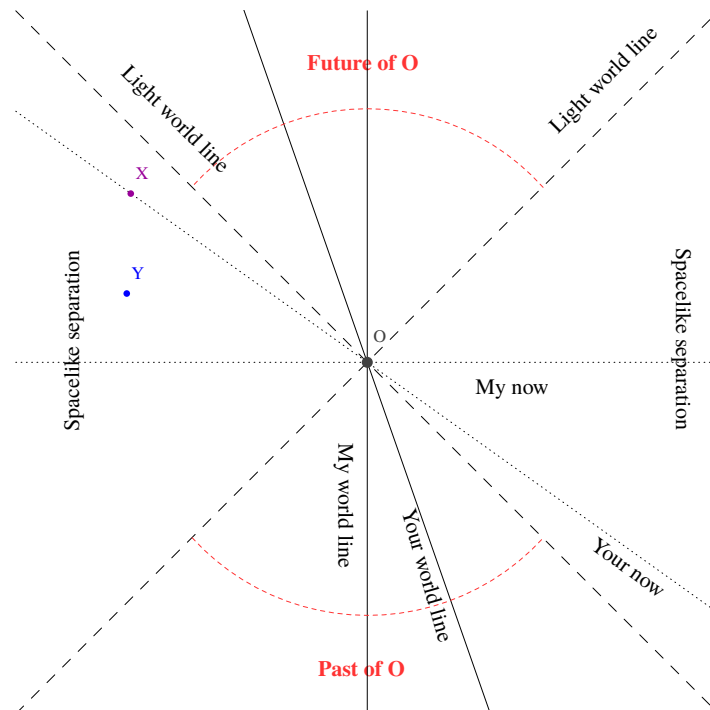 Future of O
Light world line
Light world line
X
Y
Spacelike separation
Spacelike separation
O
My now
My world line
Your world line
Your now
Past of O